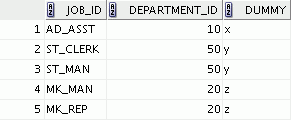 JOB_ID DEPARTMENT_ID DUMMY
1 AD_ASST 10 x
2 ST_CLERK 50 y
3 ST_MAN 50 y
4 MK_MAN 20 z
5 MK_REP 20 z